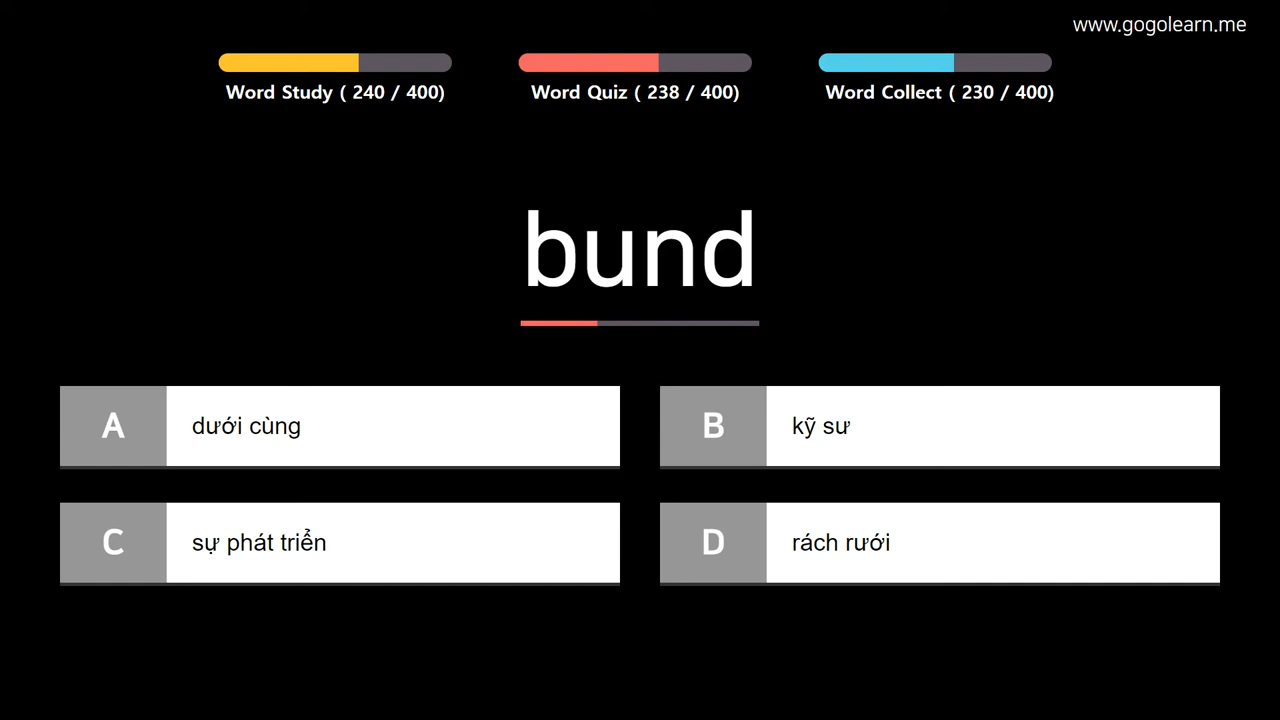 www.gogolearn.me
Word Study ( 240 / 400)
Word Quiz ( 238 / 400)
Word Collect ( 230 / 400)
bund
A
dưới cùng
B
kỹ sư
C
sự phát triển
D
rách rưới